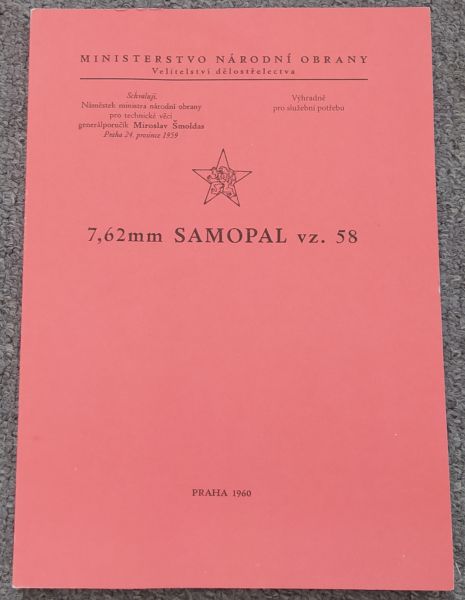 MINISTERSTVO NÁRODNÍ OBRANY
Velitelství dělostřelectva
Schvaluji.
Náměstek ministra národní obrany
pro technické věci
generálporučík Miroslav Šmoldas
Praha 24. prosince 1959
Výhradně
pro služební potřebu
7,62mm SAMOPAL vz. 58
PRAHA 1960